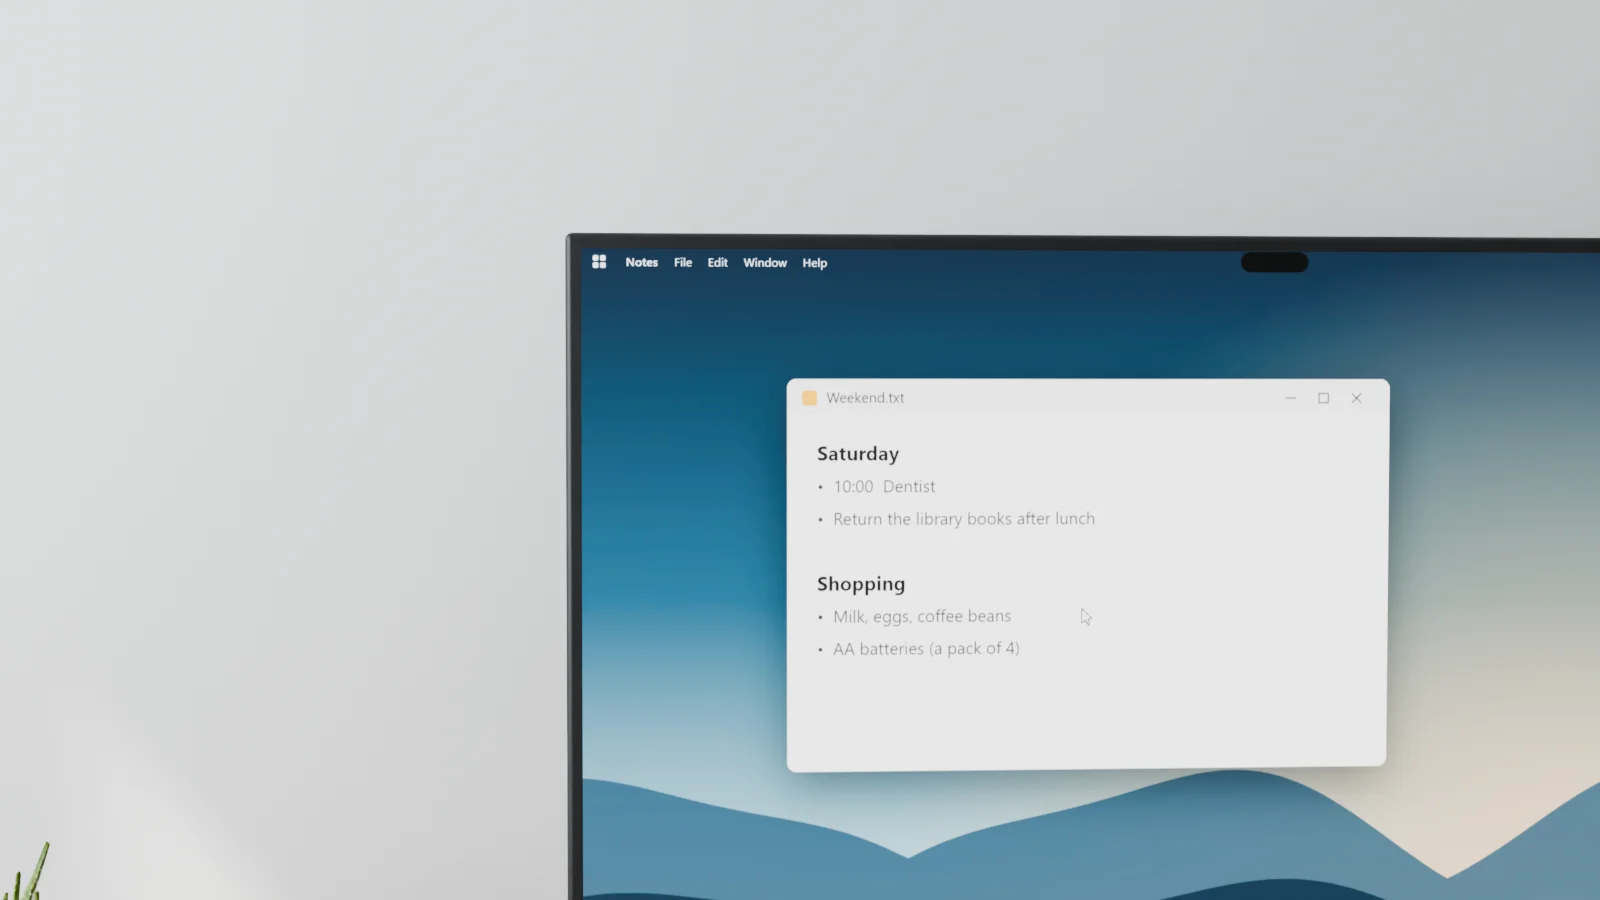 Notes File Edit Window Help
Weekend.txt
Saturday
• 10:00 Dentist
• Return the library books after lunch
Shopping
• Milk, eggs, coffee beans
• AA batteries (a pack of 4)